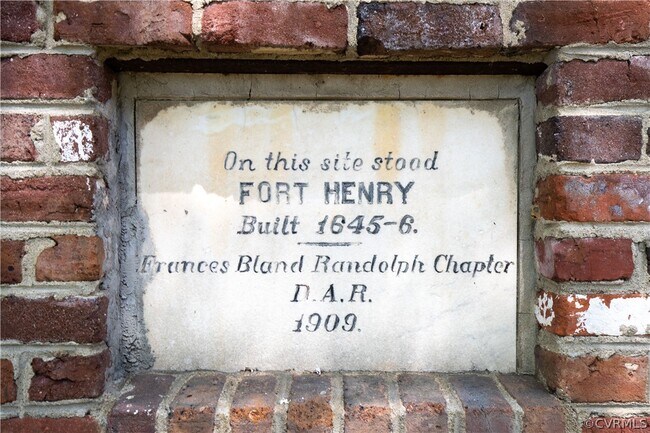 On this site stood
FORT HENRY
Built 1645-6.
Frances Bland Randolph Chapter
D.A.R.
1909.
©CVRMLS